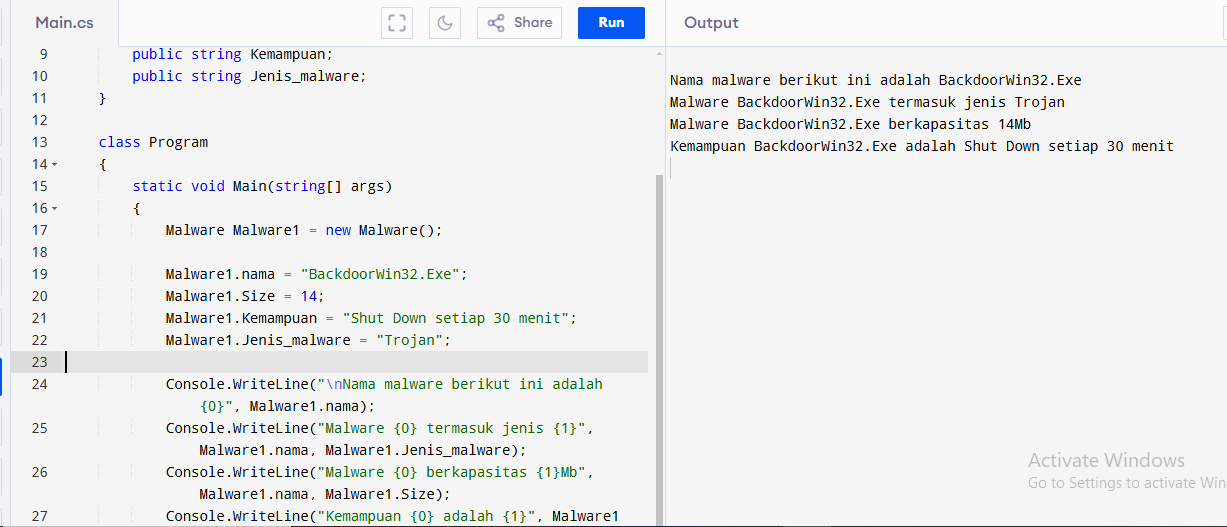 Main.cs
Share
Run
Output
9 public string Kemampuan;
10 public string Jenis_malware;
11 }
12
13 class Program
14 {
15 static void Main(string[] args)
16 {
17 Malware Malware1 = new Malware();
18
19 Malware1.nama = "BackdoorWin32.Exe";
20 Malware1.Size = 14;
21 Malware1.Kemampuan = "Shut Down setiap 30 menit";
22 Malware1.Jenis_malware = "Trojan";
23
24 Console.WriteLine("\nNama malware berikut ini adalah
{0}", Malware1.nama);
25 Console.WriteLine("Malware {0} termasuk jenis {1}",
Malware1.nama, Malware1.Jenis_malware);
26 Console.WriteLine("Malware {0} berkapasitas {1}Mb",
Malware1.nama, Malware1.Size);
27 Console.WriteLine("Kemampuan {0} adalah {1}", Malware1
Nama malware berikut ini adalah BackdoorWin32.Exe
Malware BackdoorWin32.Exe termasuk jenis Trojan
Malware BackdoorWin32.Exe berkapasitas 14Mb
Kemampuan BackdoorWin32.Exe adalah Shut Down setiap 30 menit
Activate Windows
Go to Settings to activate Win